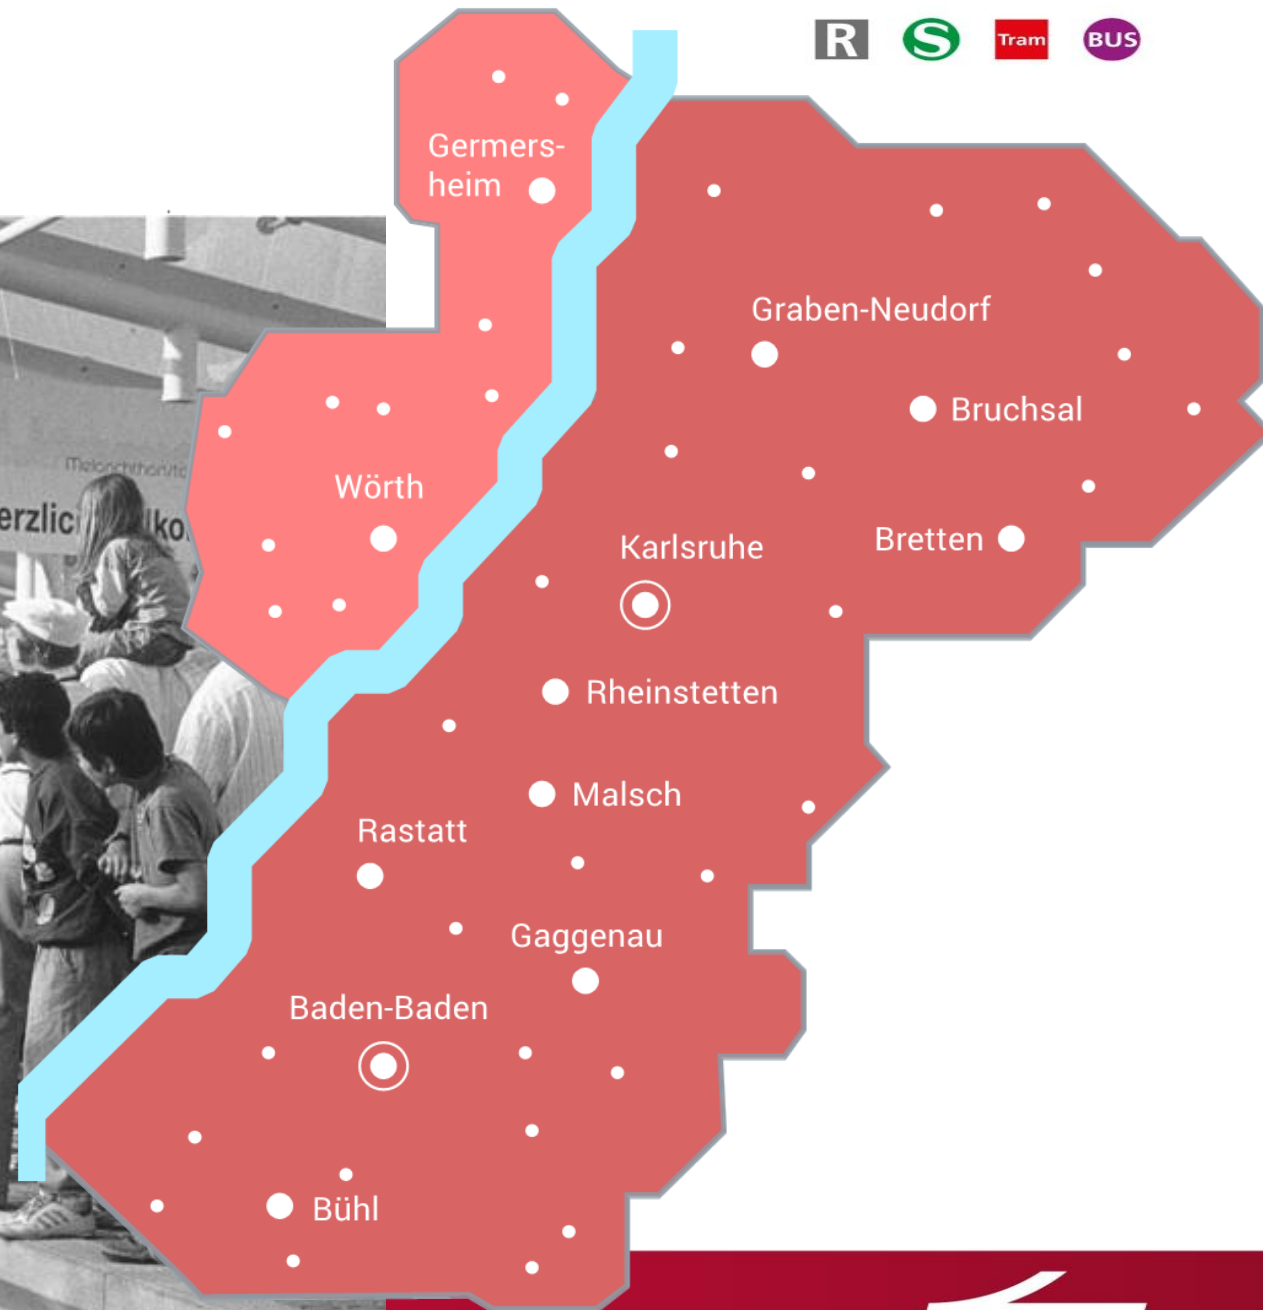 R S Tram BUS
Germers-
heim
Graben-Neudorf
Bruchsal
Wörth
Bretten
Karlsruhe
Rheinstetten
Malsch
Rastatt
Gaggenau
Baden-Baden
Bühl